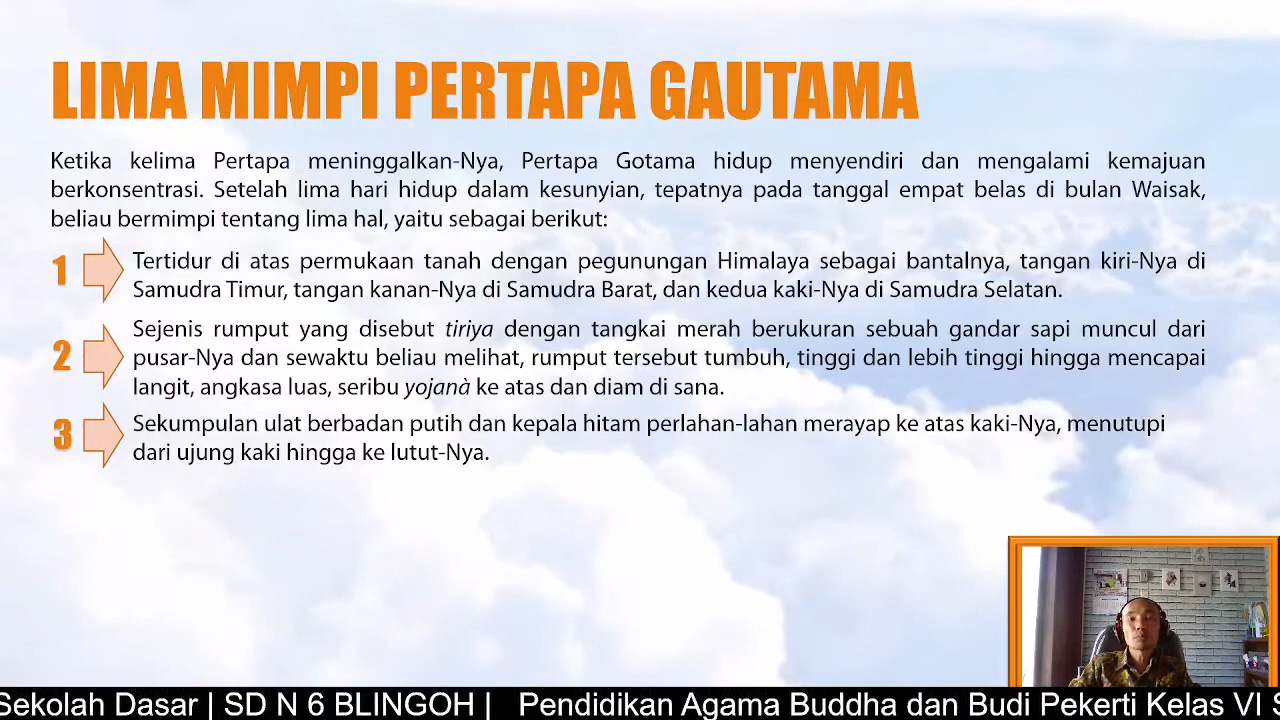 LIMA MIMPI PERTAPA GAUTAMA
Ketika kelima Pertapa meninggalkan-Nya, Pertapa Gotama hidup menyendiri dan mengalami kemajuan
berkonsentrasi. Setelah lima hari hidup dalam kesunyian, tepatnya pada tanggal empat belas di bulan Waisak,
beliau bermimpi tentang lima hal, yaitu sebagai berikut:
1 Tertidur di atas permukaan tanah dengan pegunungan Himalaya sebagai bantalnya, tangan kiri-Nya di
Samudra Timur, tangan kanan-Nya di Samudra Barat, dan kedua kaki-Nya di Samudra Selatan.
2 Sejenis rumput yang disebut tiriya dengan tangkai merah berukuran sebuah gandar sapi muncul dari
pusar-Nya dan sewaktu beliau melihat, rumput tersebut tumbuh, tinggi dan lebih tinggi hingga mencapai
langit, angkasa luas, seribu yojanà ke atas dan diam di sana.
3 Sekumpulan ulat berbadan putih dan kepala hitam perlahan-lahan merayap ke atas kaki-Nya, menutupi
dari ujung kaki hingga ke lutut-Nya.
Sekolah Dasar | SD N 6 BLINGOH | Pendidikan Agama Buddha dan Budi Pekerti Kelas VI S